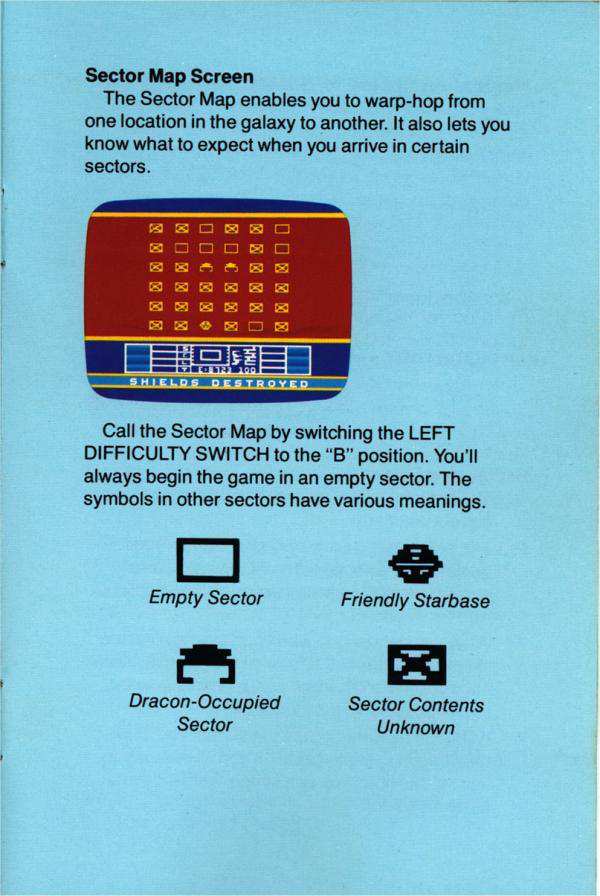 Sector Map Screen
The Sector Map enables you to warp-hop from
one location in the galaxy to another. It also lets you
know what to expect when you arrive in certain
sectors.
E:8723 100
SHIELDS DESTROYED
Call the Sector Map by switching the LEFT
DIFFICULTY SWITCH to the “B” position. You’ll
always begin the game in an empty sector. The
symbols in other sectors have various meanings.
Empty Sector
Friendly Starbase
Dracon-Occupied
Sector
Sector Contents
Unknown